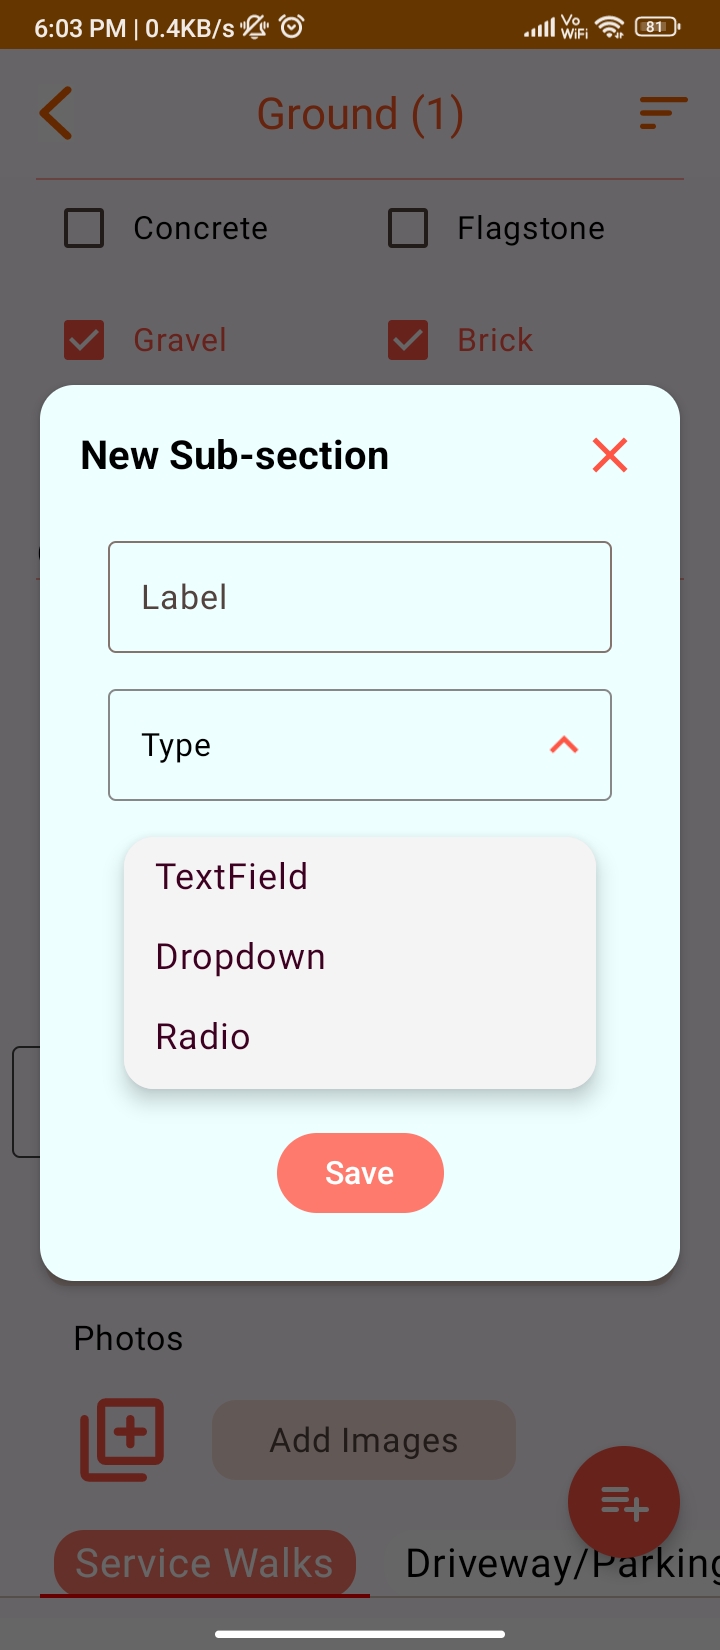 6:03 PM | 0.4KB/s Vo WiFi 81
Ground (1)
Concrete Flagstone
Gravel Brick
New Sub-section
Label
Type
TextField
Dropdown
Radio
Save
Photos
Add Images
Service Walks Driveway/Parking